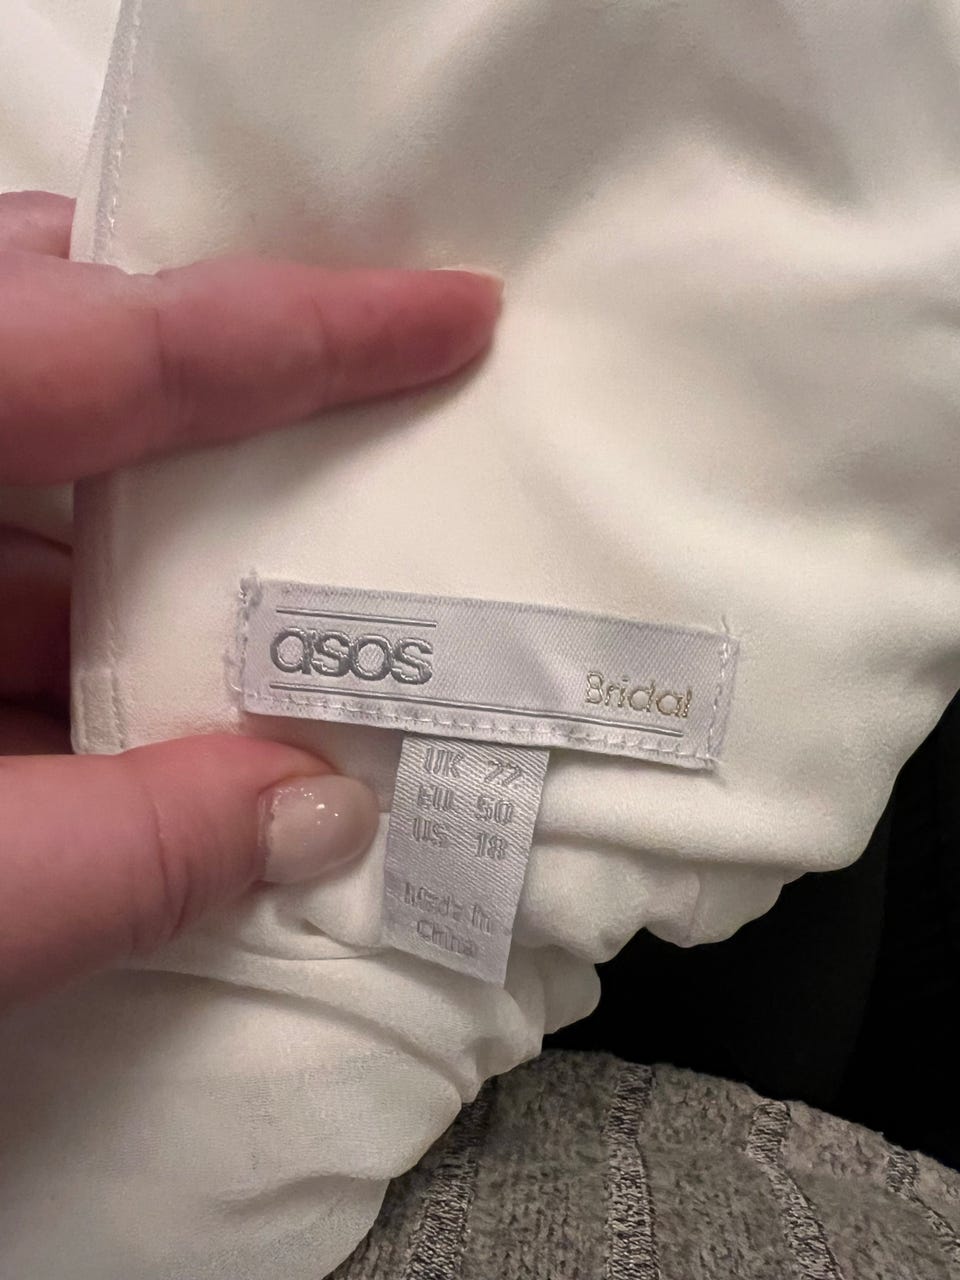 asos
Bridal
UK 22
EU 50
US 18
Made in
China